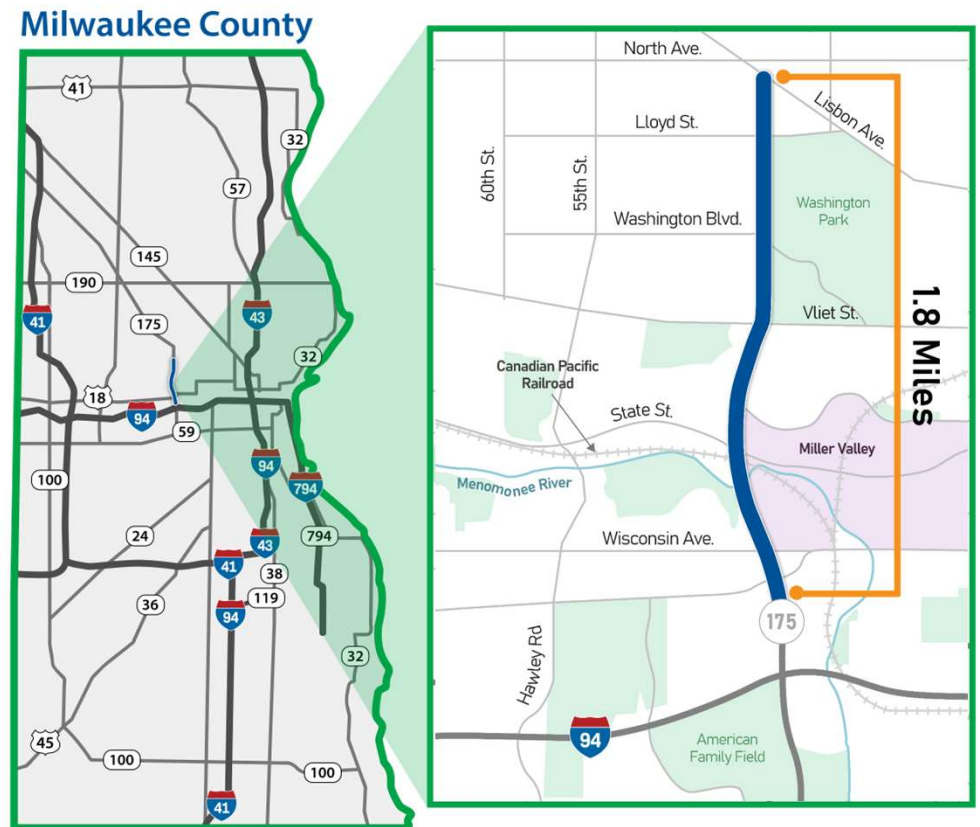 Milwaukee County
41
32
57
145
190
175
41
43
32
18
94
59
100
94
794
24
43
794
41
38
36
119
94
32
45
100
100
41
North Ave.
Lisbon Ave.
Lloyd St.
60th St.
55th St.
Washington
Park
Washington Blvd.
1.8 Miles
Vliet St.
Canadian Pacific
Railroad
State St.
Miller Valley
Menomonee River
Wisconsin Ave.
175
Hawley Rd
94
American
Family Field